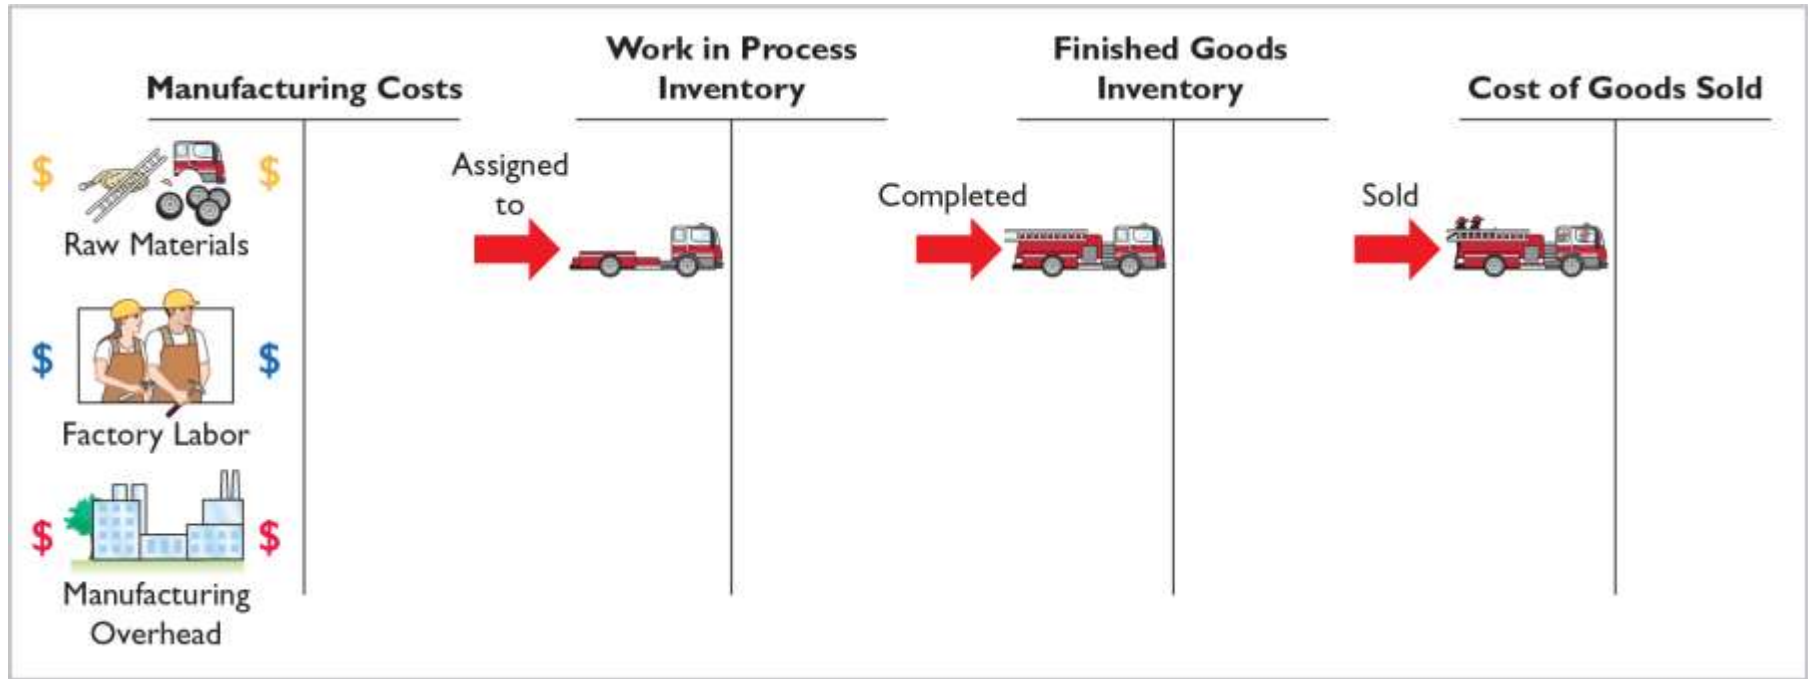 Manufacturing Costs
Work in Process
Inventory
Finished Goods
Inventory
Cost of Goods Sold
$ $
Raw Materials
$ $
Factory Labor
$ $
Manufacturing
Overhead
Assigned
to
Completed
Sold